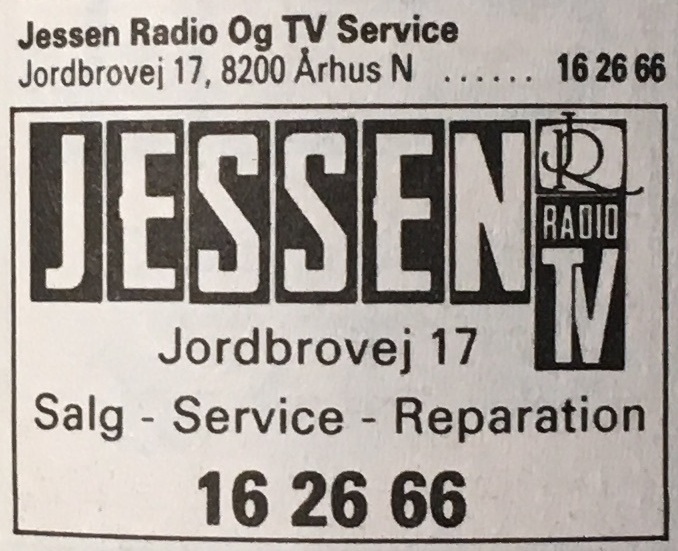 Jessen Radio Og TV Service
Jordbrovej 17, 8200 Århus N ...... 16 26 66
JESSEN
RADIO
TV
Jordbrovej 17
Salg - Service - Reparation
16 26 66